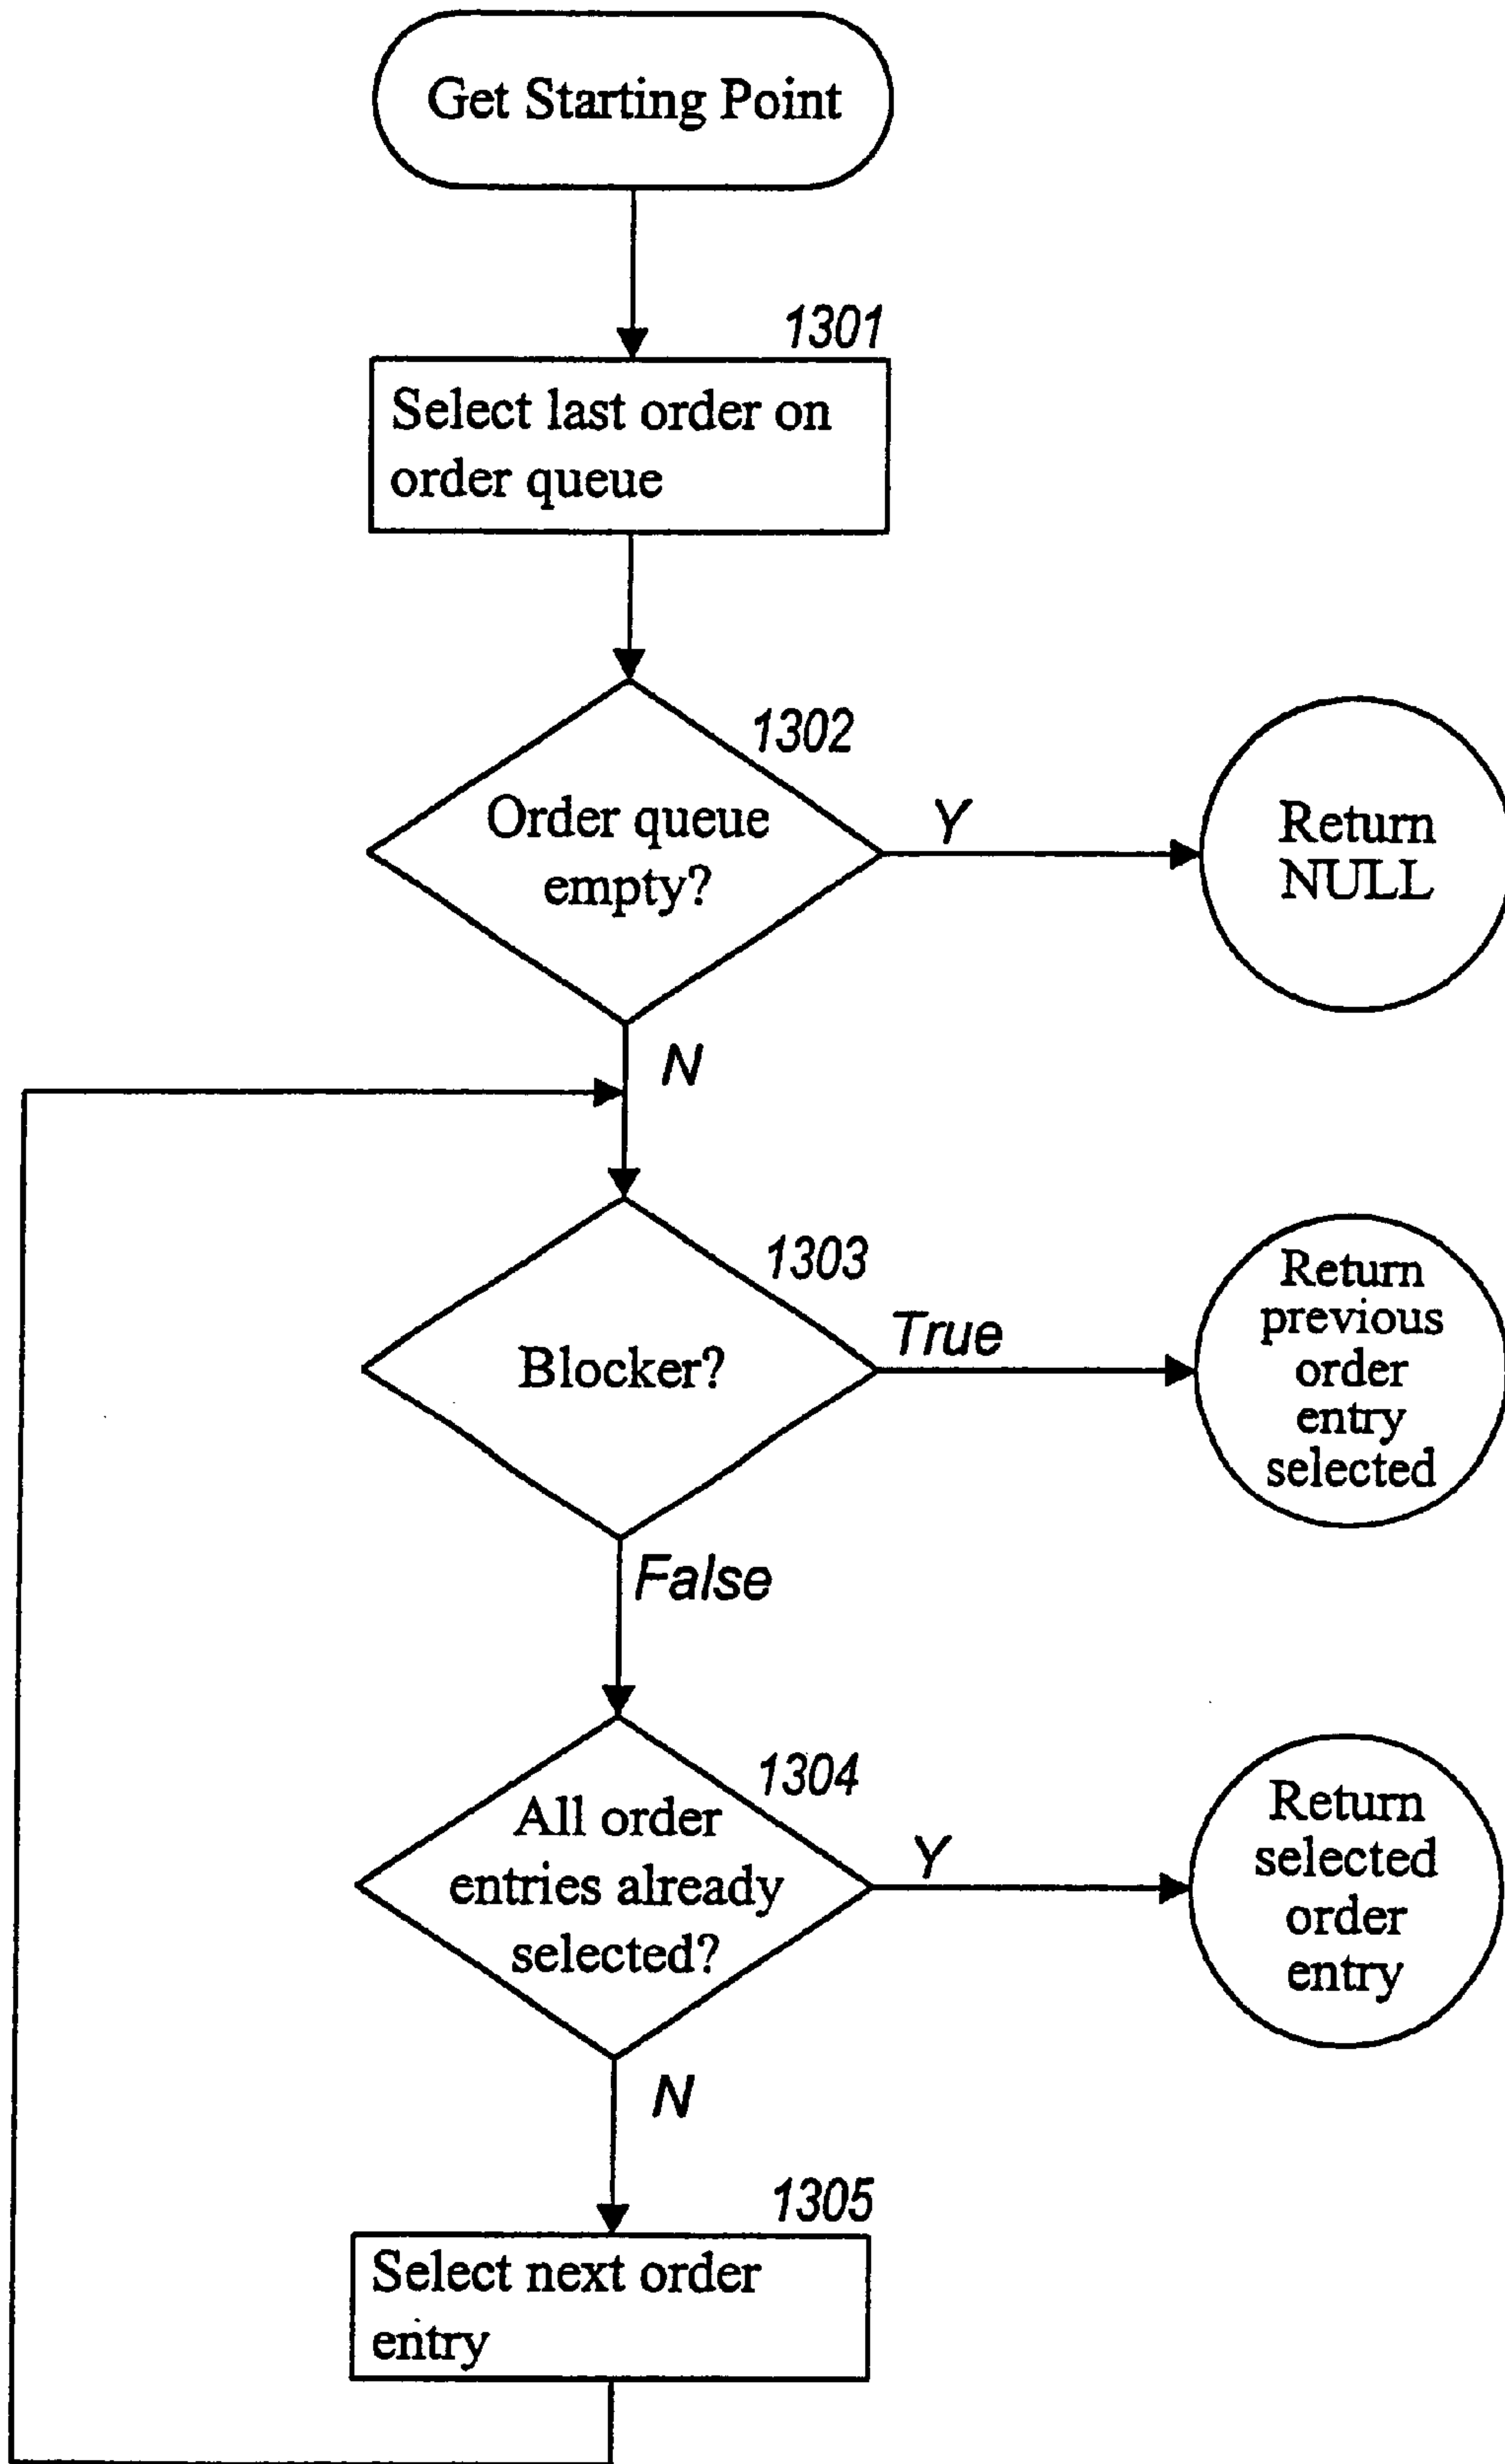 Get Starting Point
1301
Select last order on
order queue
1302
Order queue
empty?
Y
Return
NULL
N
1303
Blocker?
True
Return
previous
order
entry
selected
False
1304
All order
entries already
selected?
Y
Return
selected
order
entry
N
1305
Select next order
entry